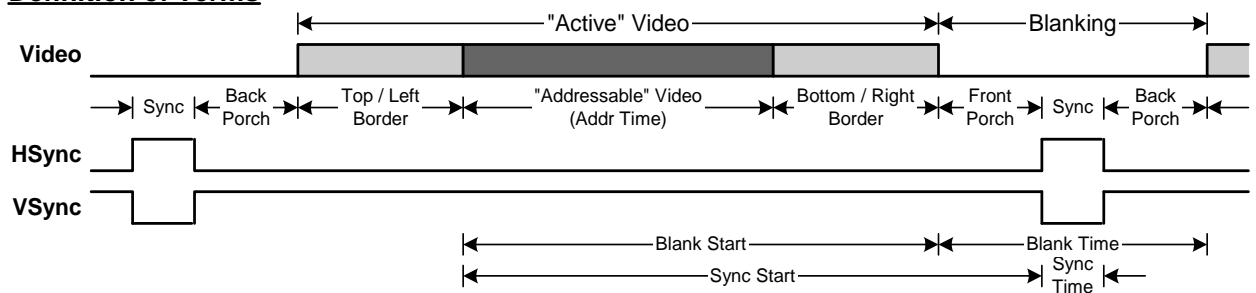 Definition of Terms
"Active" Video
Blanking
Video
Sync
Back
Porch
Top / Left
Border
"Addressable" Video
(Addr Time)
Bottom / Right
Border
Front
Porch
Sync
Back
Porch
HSync
VSync
Blank Start
Blank Time
Sync Start
Sync
Time